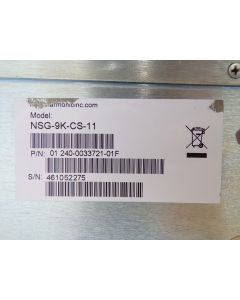 Model:
NSG-9K-CS-11
P/N: 01 240-0033721-01F
S/N: 461052275